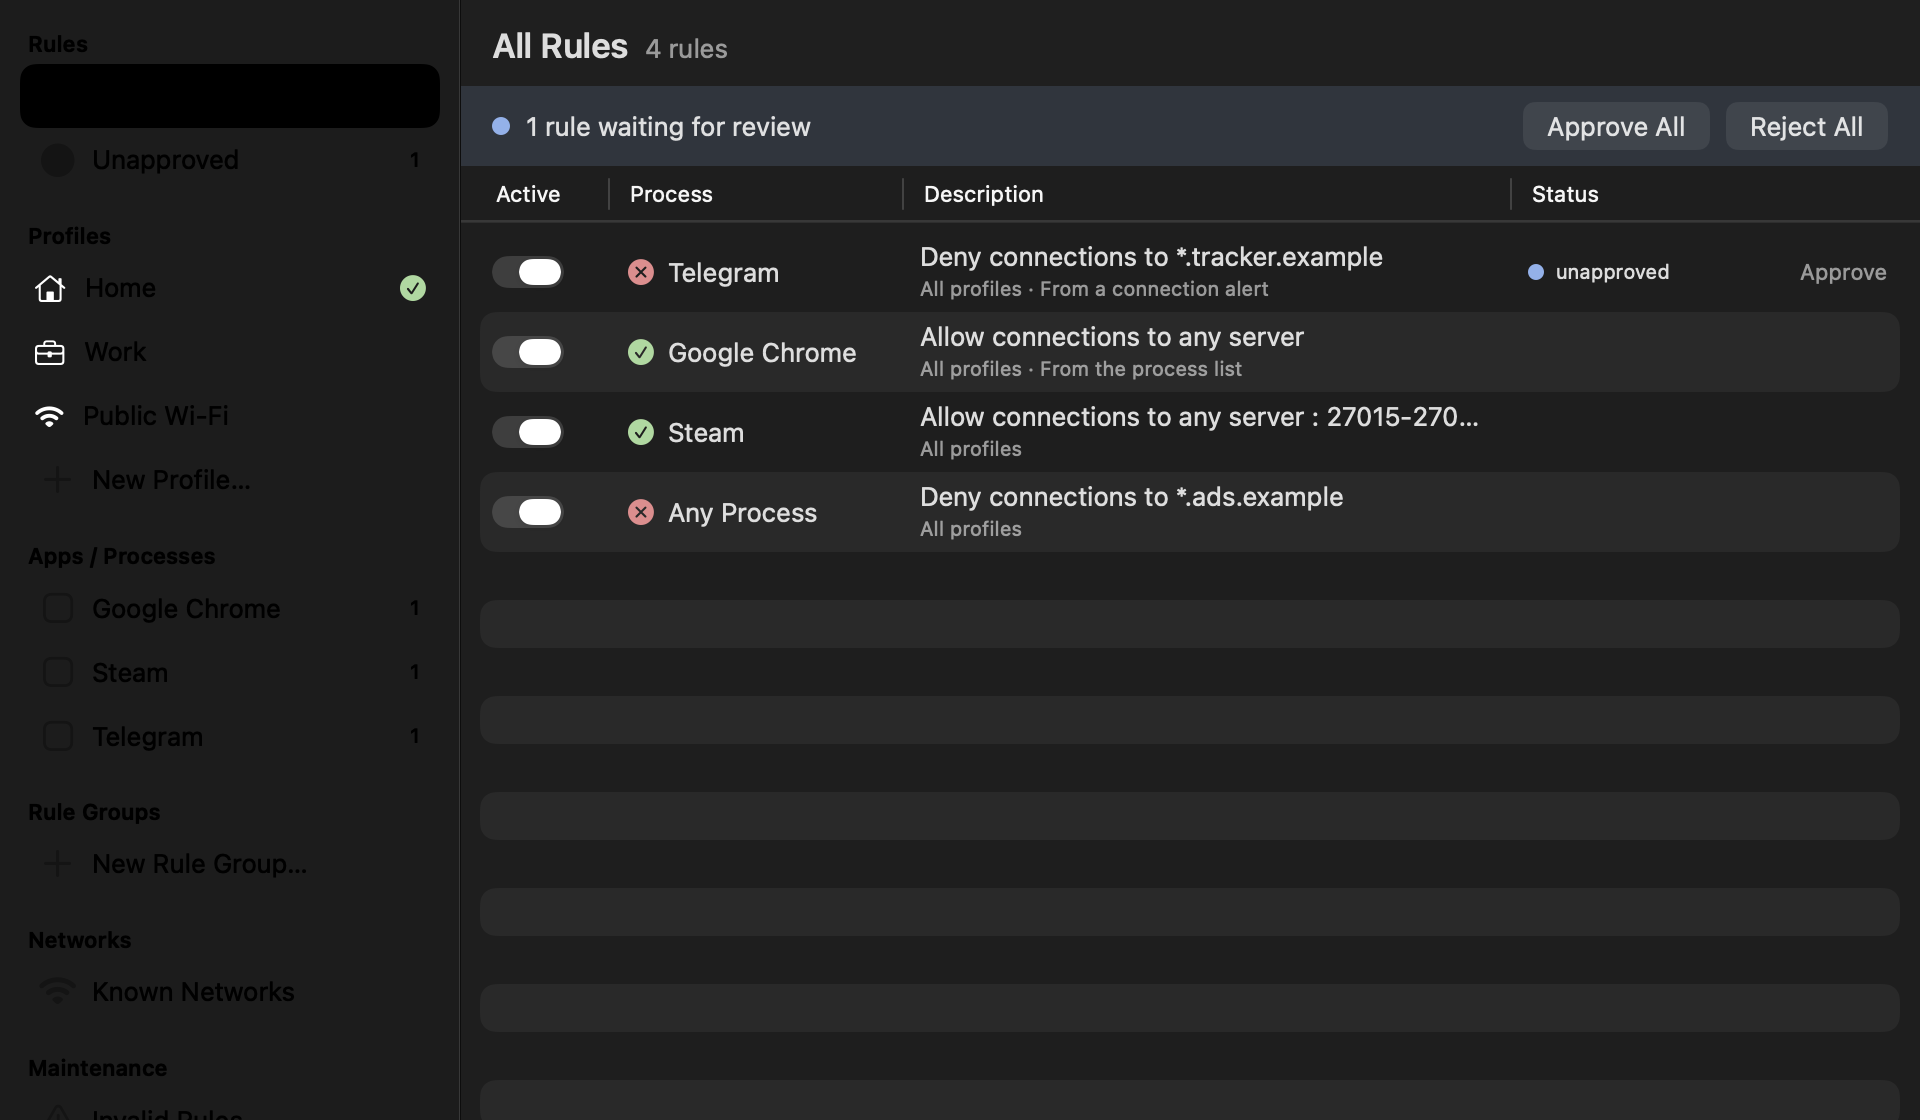 Rules
Unapproved 1
Profiles
Home
Work
Public Wi-Fi
New Profile...
Apps / Processes
Google Chrome 1
Steam 1
Telegram 1
Rule Groups
New Rule Group...
Networks
Known Networks
Maintenance
Invalid Rules
All Rules 4 rules
1 rule waiting for review Approve All Reject All
Active Process Description Status
Telegram Deny connections to *.tracker.example unapproved Approve
All profiles · From a connection alert
Google Chrome Allow connections to any server
All profiles · From the process list
Steam Allow connections to any server : 27015-270...
All profiles
Any Process Deny connections to *.ads.example
All profiles